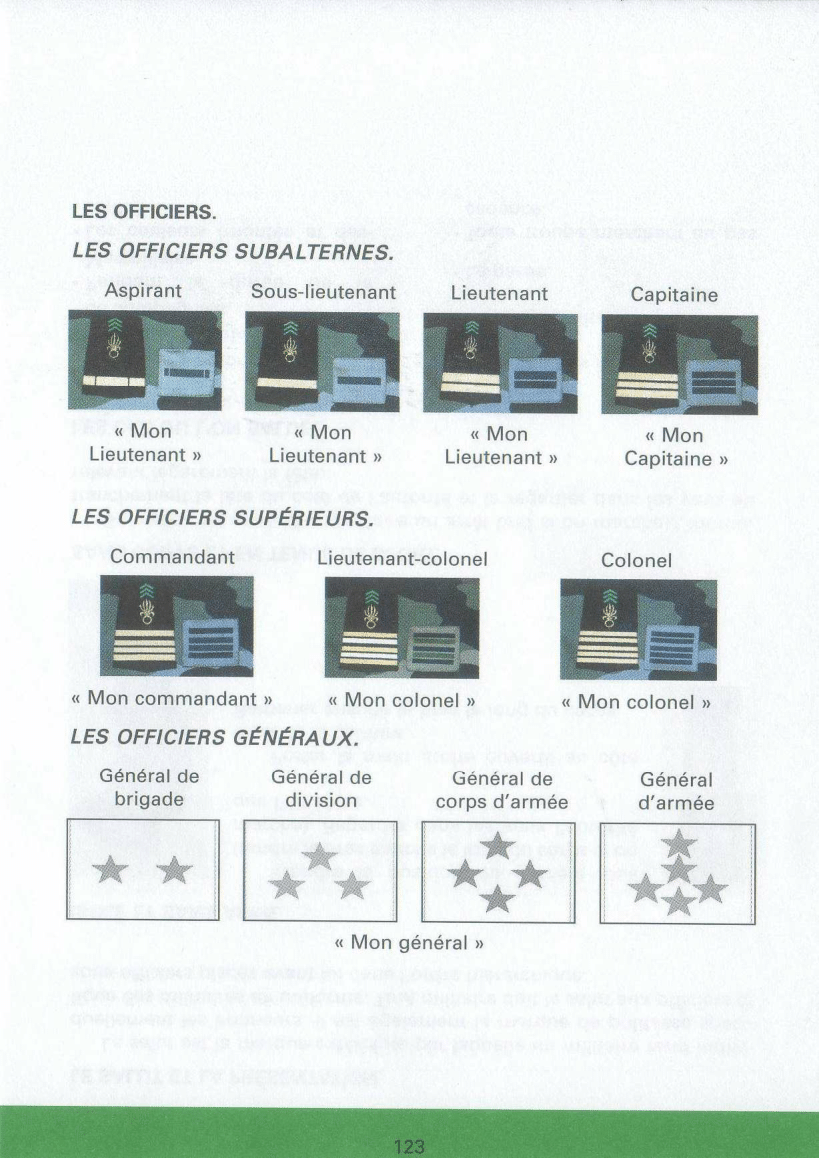 LES OFFICIERS.
LES OFFICIERS SUBALTERNES.
Aspirant Sous-lieutenant Lieutenant Capitaine
« Mon Lieutenant » « Mon Lieutenant » « Mon Lieutenant » « Mon Capitaine »
LES OFFICIERS SUPÉRIEURS.
Commandant Lieutenant-colonel Colonel
« Mon commandant » « Mon colonel » « Mon colonel »
LES OFFICIERS GÉNÉRAUX.
Général de brigade Général de division Général de corps d'armée Général d'armée
« Mon général »
123